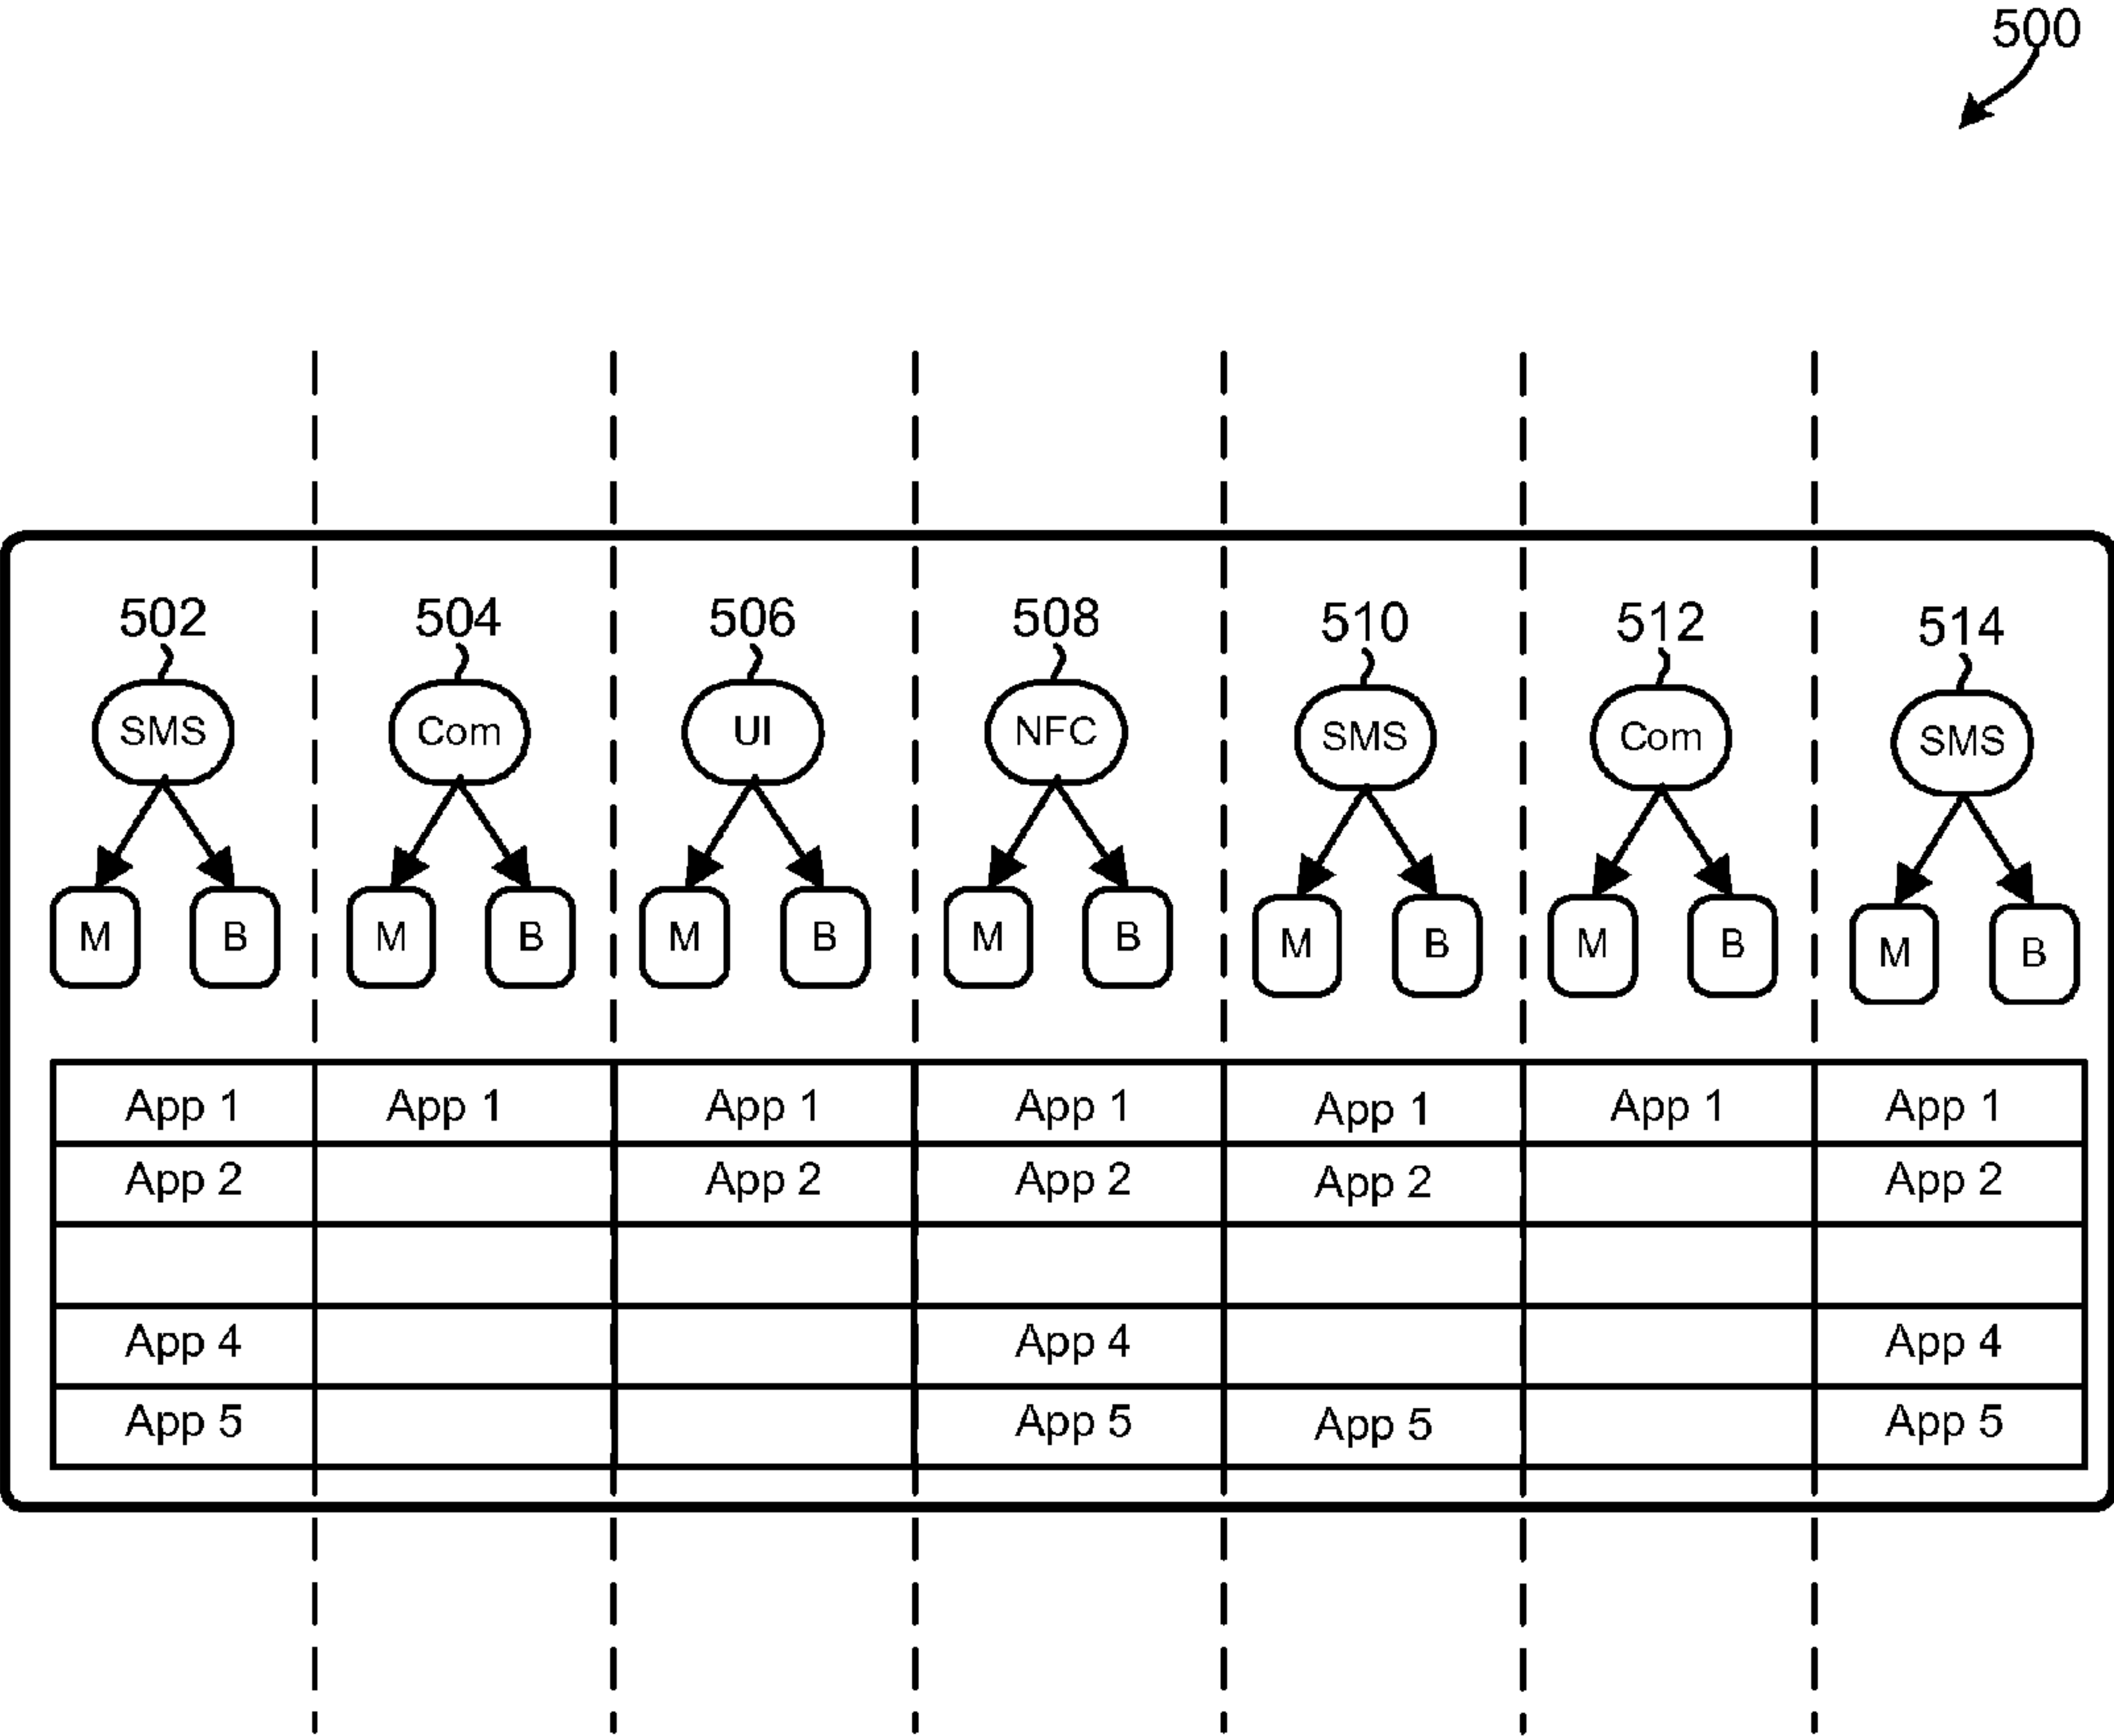 500
502 504 506 508 510 512 514
SMS Com UI NFC SMS Com SMS
M B M B M B M B M B M B M B
App 1 App 1 App 1 App 1 App 1 App 1 App 1
App 2 App 2 App 2 App 2 App 2
App 4 App 4 App 4
App 5 App 5 App 5 App 5